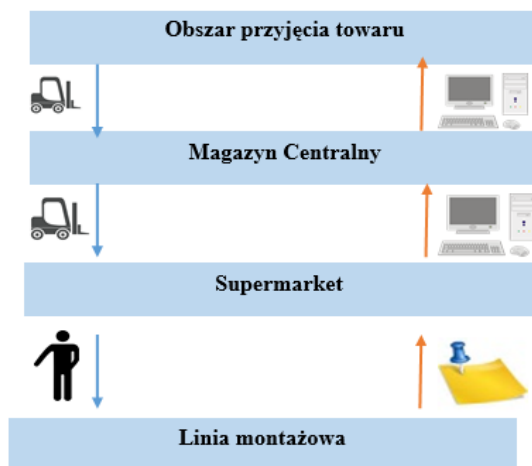 Obszar przyjęcia towaru
Magazyn Centralny
Supermarket
Linia montażowa